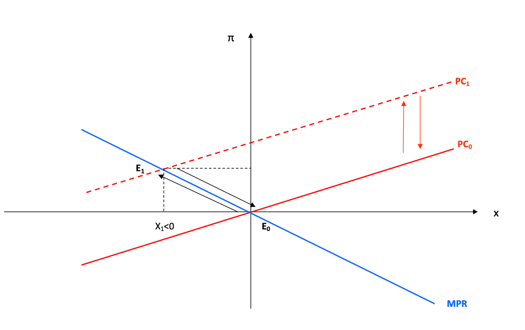 π
PC₁
PC₀
E₁
x
X₁<0
E₀
MPR